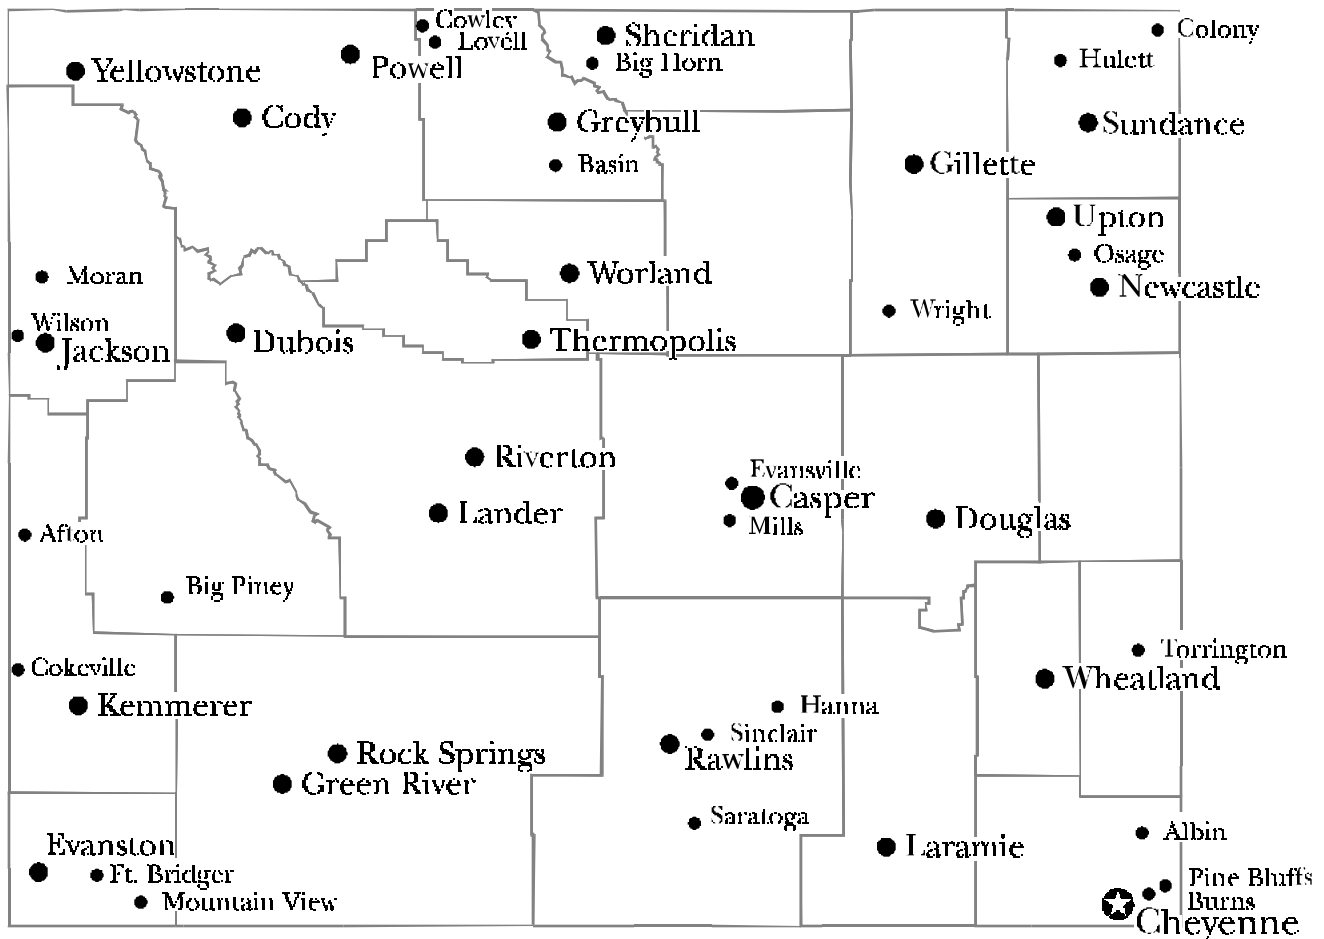 Cowley
Lovell
Sheridan
Colony
Powell
Big Horn
Hulett
Yellowstone
Cody
Greybull
Sundance
Basin
Gillette
Upton
Osage
Moran
Worland
Newcastle
Wilson
Wright
Jackson
Dubois
Thermopolis
Riverton
Evansville
Casper
Lander
Mills
Douglas
Afton
Big Piney
Torrington
Cokeville
Wheatland
Kemmerer
Hanna
Sinclair
Rock Springs
Rawlins
Green River
Saratoga
Albin
Evanston
Laramie
Ft. Bridger
Pine Bluffs
Mountain View
Burns
Cheyenne